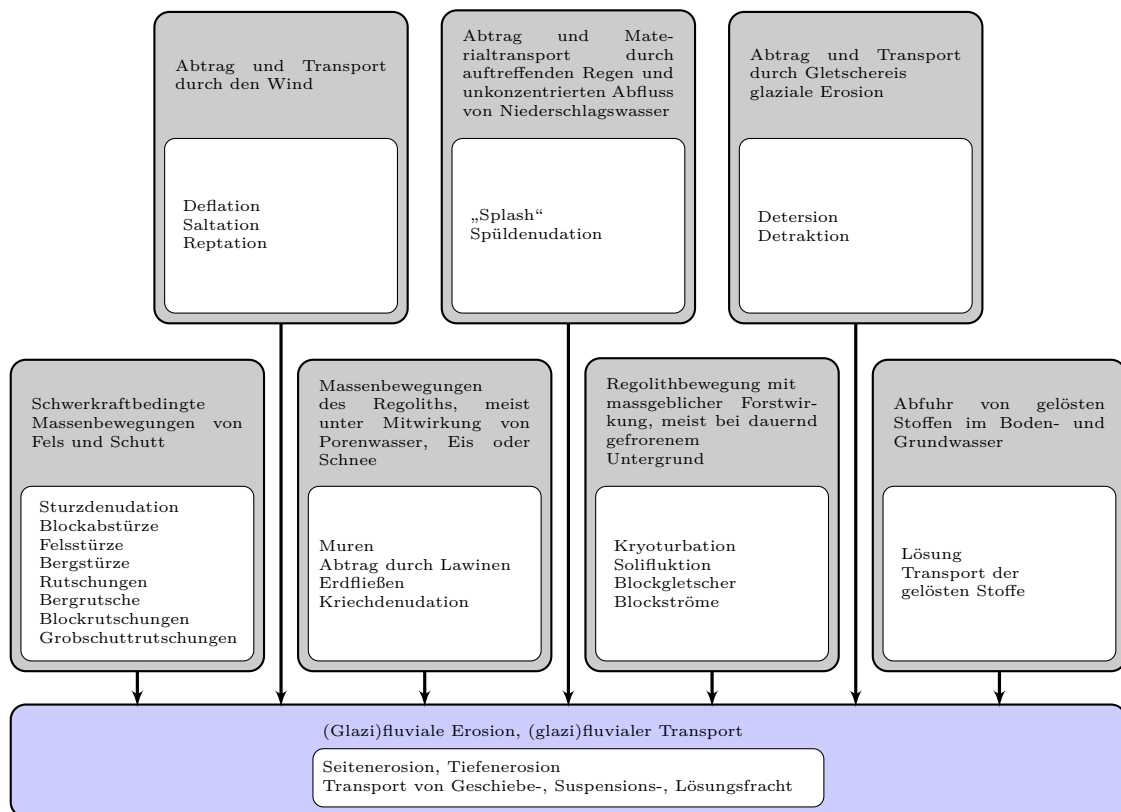 Abtrag und Transport
durch den Wind
Deflation
Saltation
Reptation
Abtrag und Mate-
rialtransport durch
auftreffenden Regen und
unkonzentrierten Abfluss
von Niederschlagswasser
„Splash“
Spüldenudation
Abtrag und Transport
durch Gletschereis
glaziale Erosion
Detersion
Detraktion
Schwerkraftbedingte
Massenbewegungen von
Fels und Schutt
Sturzdenudation
Blockabstürze
Felsstürze
Bergstürze
Rutschungen
Bergrutsche
Blockrutschungen
Grobschuttrutschungen
Massenbewegungen
des Regoliths, meist
unter Mitwirkung von
Porenwasser, Eis oder
Schnee
Muren
Abtrag durch Lawinen
Erdfließen
Kriechdenudation
Regolithbewegung mit
massgeblicher Forstwir-
kung, meist bei dauernd
gefrorenem
Untergrund
Kryoturbation
Solifluktion
Blockgletscher
Blockströme
Abfuhr von gelösten
Stoffen im Boden- und
Grundwasser
Lösung
Transport der
gelösten Stoffe
(Glazi)fluviale Erosion, (glazi)fluvialer Transport
Seitenerosion, Tiefenerosion
Transport von Geschiebe-, Suspensions-, Lösungsfracht